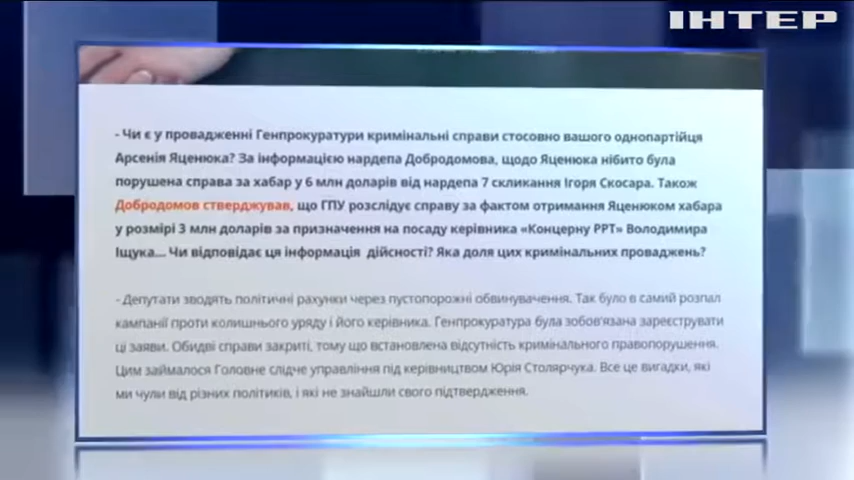 ІНТЕР
- Чи є у провадженні Генпрокуратури кримінальні справи стосовно вашого однопартійця
Арсенія Яценюка? За інформацією нардепа Добродомова, щодо Яценюка нібито була
порушена справа за хабар у 6 млн доларів від нардепа 7 скликання Ігоря Скосара. Також
Добродомов стверджував, що ГПУ розслідує справу за фактом отримання Яценюком хабара
у розмірі 3 млн доларів за призначення на посаду керівника «Концерну РРТ» Володимира
Іщука... Чи відповідає ця інформація дійсності? Яка доля цих кримінальних проваджень?
- Депутати зводять політичні рахунки через пустопорожні обвинувачення. Так було в самий розпал
кампанії проти колишнього уряду і його керівника. Генпрокуратура була зобов'язана зареєструвати
ці заяви. Обидві справи закриті, тому що встановлена відсутність кримінального правопорушення.
Цим займалося Головне слідче управління під керівництвом Юрія Столярчука. Все це вигадки, які
ми чули від різних політиків, і які не знайшли свого підтвердження.